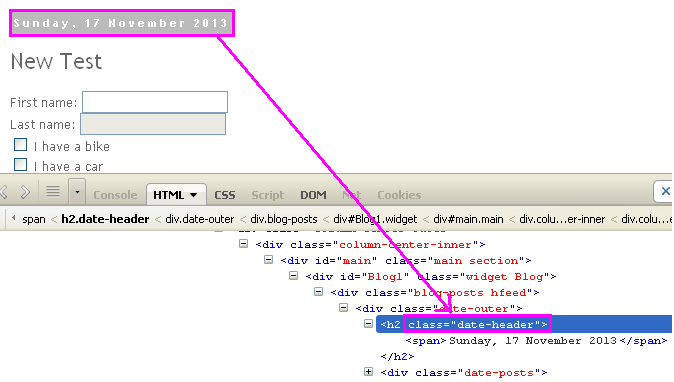 Sunday, 17 November 2013
New Test
First name:
Last name:
I have a bike
I have a car
Console HTML CSS Script DOM Net Cookies
span < h2.date-header < div.date-outer < div.blog-posts < div#Blog1.widget < div#main.main < div.colu...er-inner < div.colu...e
<div class="column-center-inner">
<div id="main" class="main section">
<div id="Blog1" class="widget Blog">
<div class="blog-posts hfeed">
<div class="date-outer">
<h2 class="date-header">
<span>Sunday, 17 November 2013</span>
</h2>
<div class="date-posts">